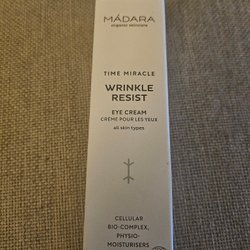 MÁDARA
organic skincare
TIME MIRACLE
WRINKLE
RESIST
EYE CREAM
CRÈME POUR LES YEUX
all skin types
CELLULAR
BIO-COMPLEX,
PHYSIO-
MOISTURISERS